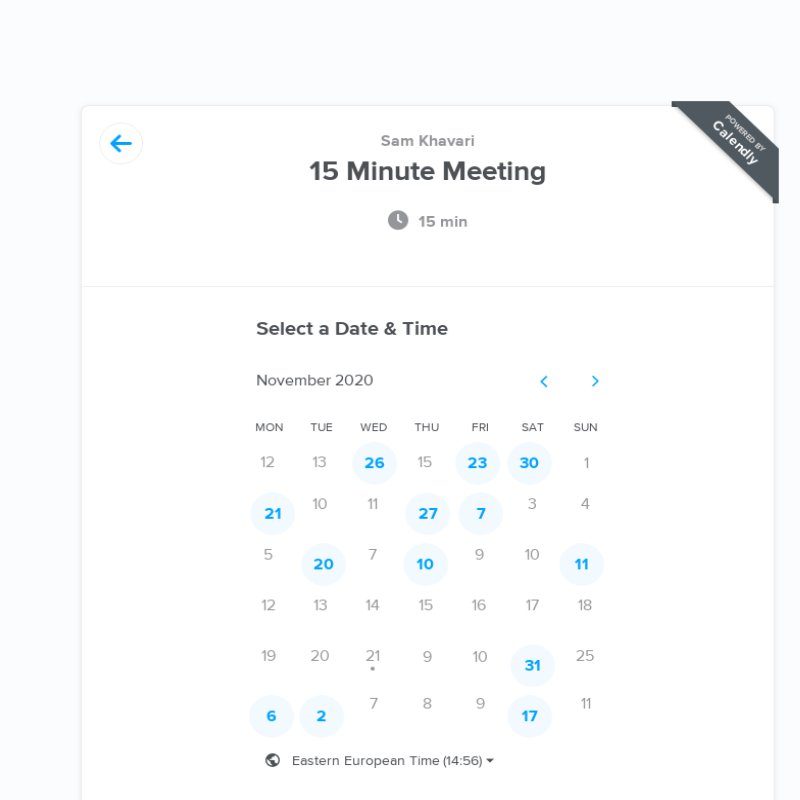 POWERED BY
Calendly
Sam Khavari
15 Minute Meeting
15 min
Select a Date & Time
November 2020
MON TUE WED THU FRI SAT SUN
12 13 26 15 23 30 1
21 10 11 27 7 3 4
5 20 7 10 9 10 11
12 13 14 15 16 17 18
19 20 21 9 10 31 25
6 2 7 8 9 17 11
Eastern European Time (14:56)